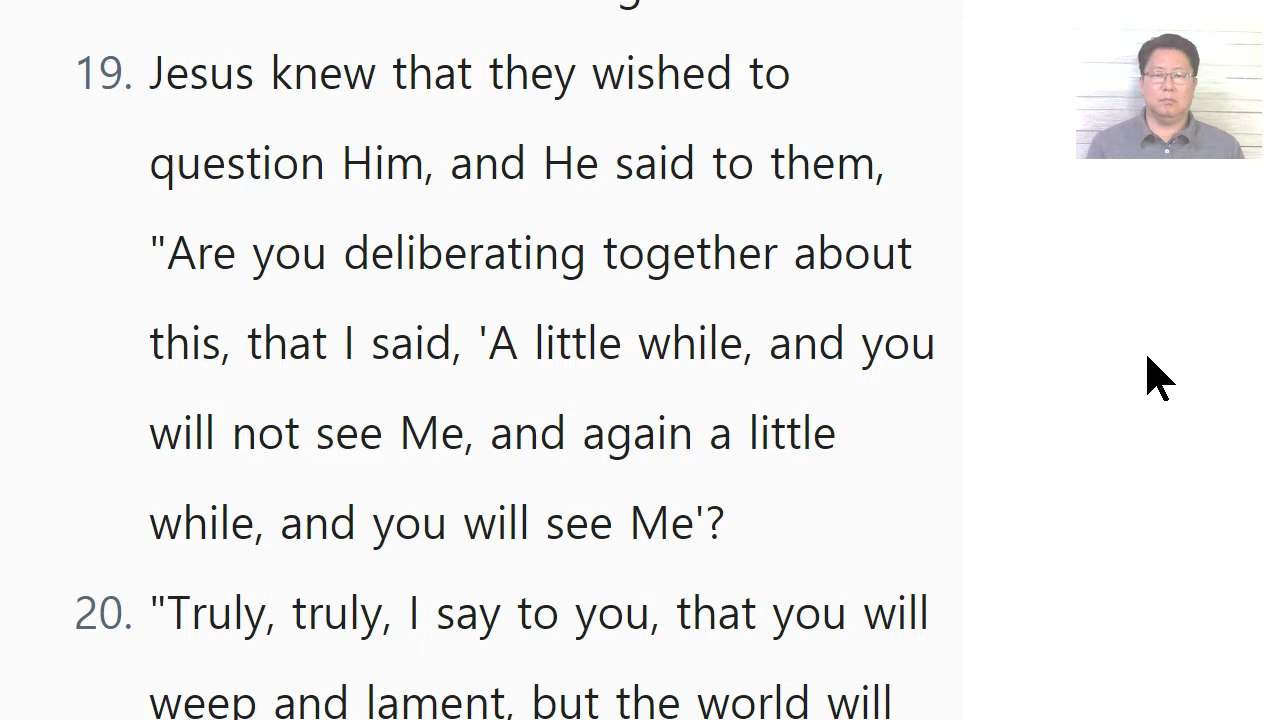 19. Jesus knew that they wished to
question Him, and He said to them,
"Are you deliberating together about
this, that I said, 'A little while, and you
will not see Me, and again a little
while, and you will see Me'?
20. "Truly, truly, I say to you, that you will
weep and lament, but the world will